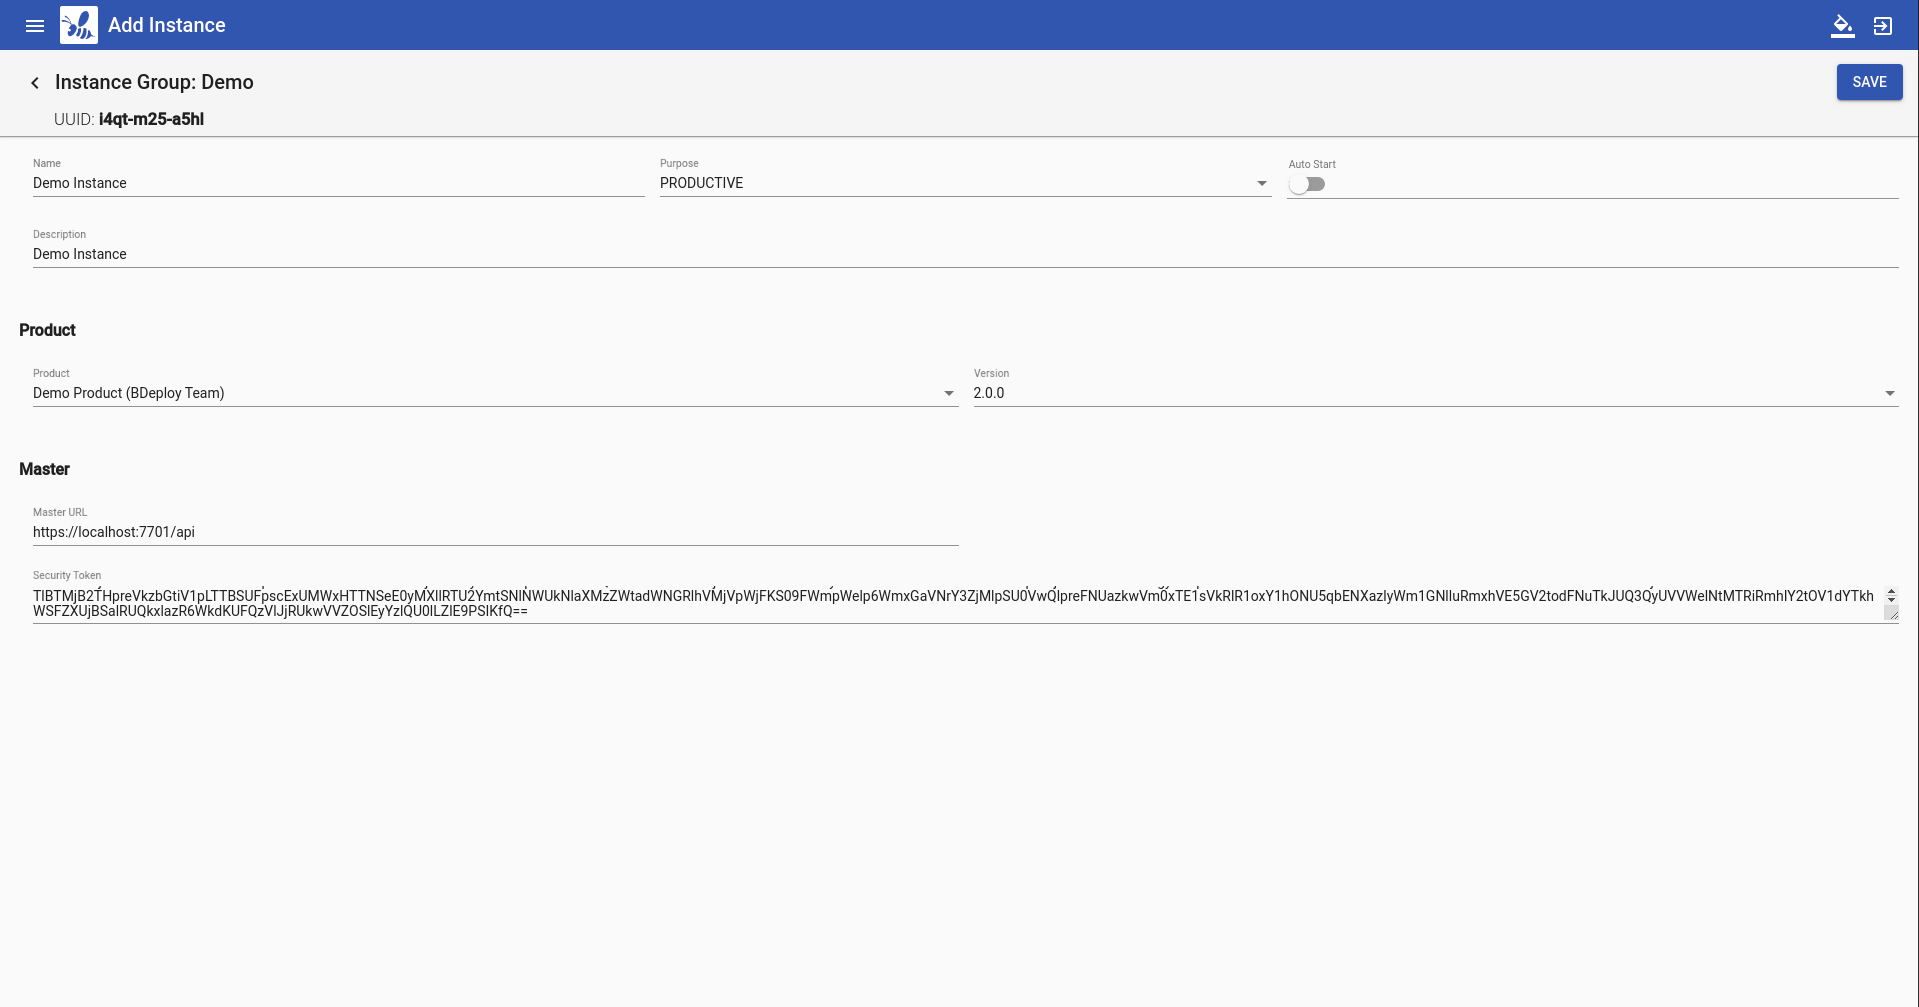 Add Instance
Instance Group: Demo
SAVE
UUID: i4qt-m25-a5hl
Name
Demo Instance
Purpose
PRODUCTIVE
Auto Start
Description
Demo Instance
Product
Product
Demo Product (BDeploy Team)
Version
2.0.0
Master
Master URL
https://localhost:7701/api
Security Token